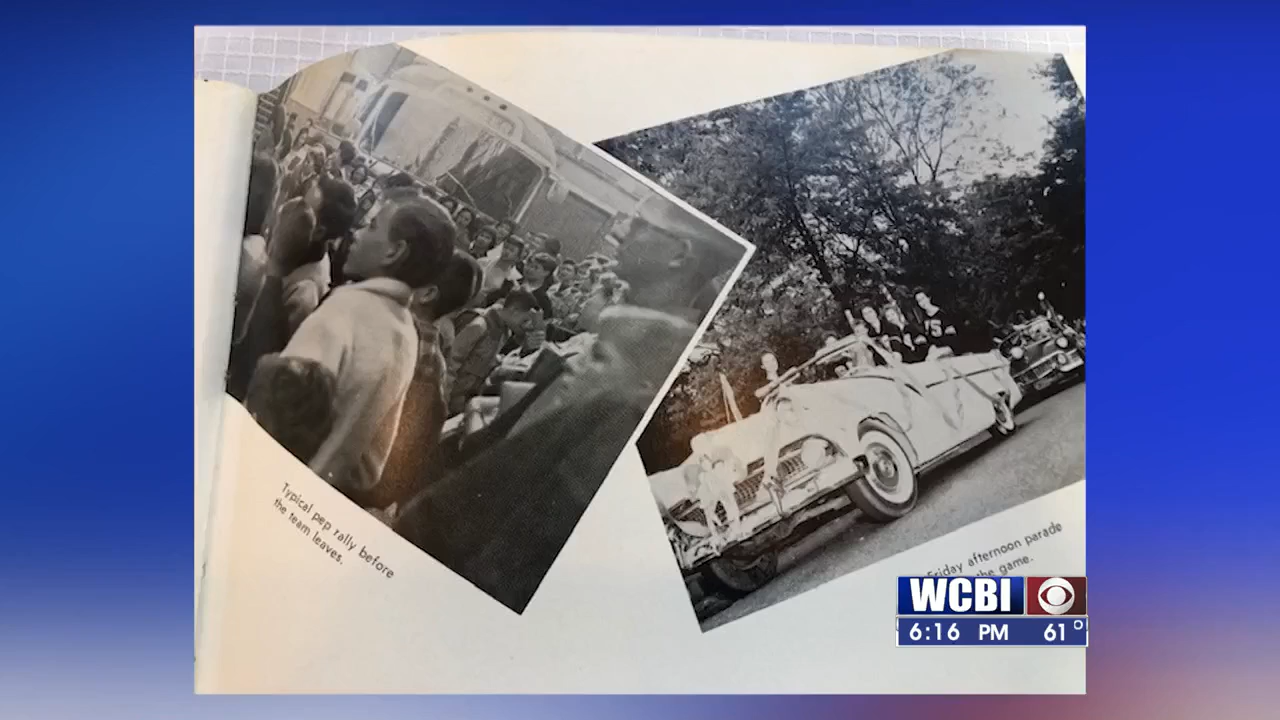 Typical pep rally before
the team leaves.
Friday afternoon parade
the game.
S
WCBI
6:16 PM 61°